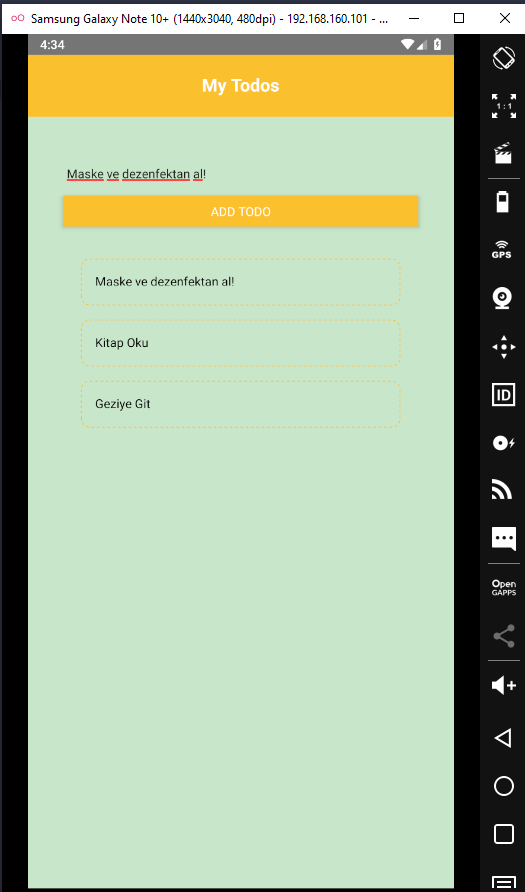 Samsung Galaxy Note 10+ (1440x3040, 480dpi) - 192.168.160.101 - ...
4:34
My Todos
Maske ve dezenfektan al!
ADD TODO
Maske ve dezenfektan al!
Kitap Oku
Geziye Git
1 : 1
GPS
ID
Open
GAPPS